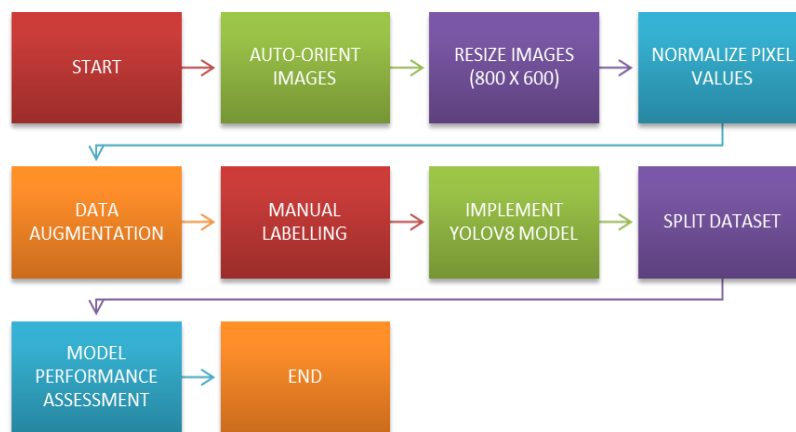 START
AUTO-ORIENT
IMAGES
RESIZE IMAGES
(800 X 600)
NORMALIZE PIXEL
VALUES
DATA
AUGMENTATION
MANUAL
LABELLING
IMPLEMENT
YOLOV8 MODEL
SPLIT DATASET
MODEL
PERFORMANCE
ASSESSMENT
END